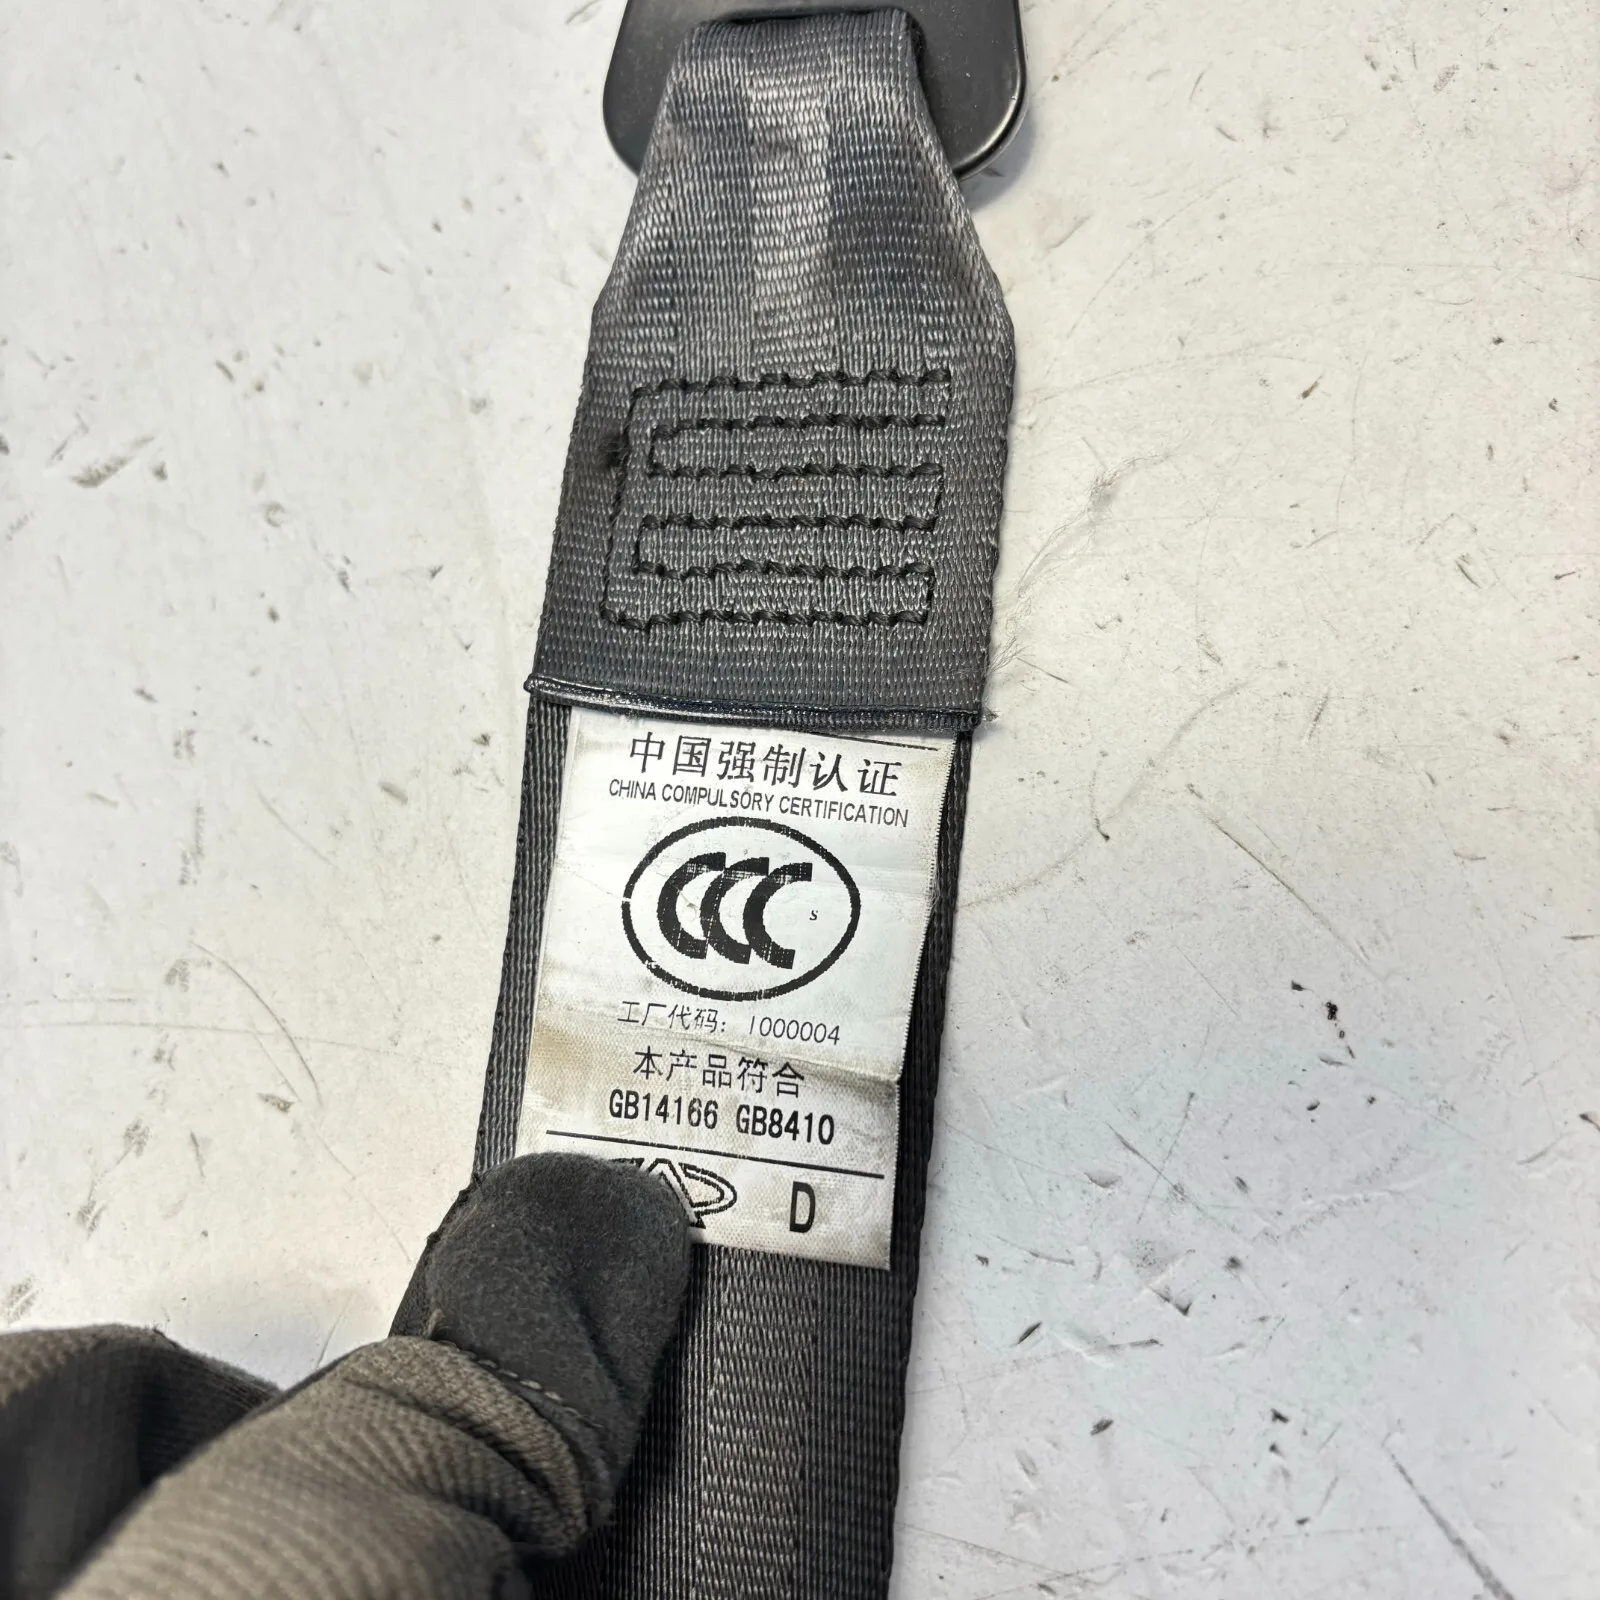 中国强制认证
CHINA COMPULSORY CERTIFICATION
CCC S
工厂代码：1000004
本产品符合
GB14166 GB8410
D